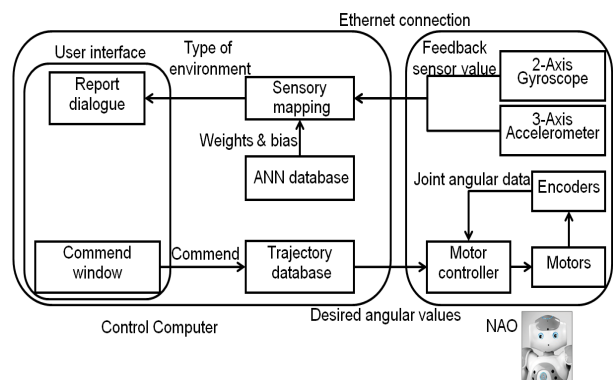 Ethernet connection
User interface
Type of
environment
Feedback
sensor value
2-Axis
Gyroscope
Report
dialogue
Sensory
mapping
3-Axis
Accelerometer
Weights & bias
ANN database
Joint angular data
Encoders
Commend
window
Commend
Trajectory
database
Motor
controller
Motors
Desired angular values
Control Computer
NAO